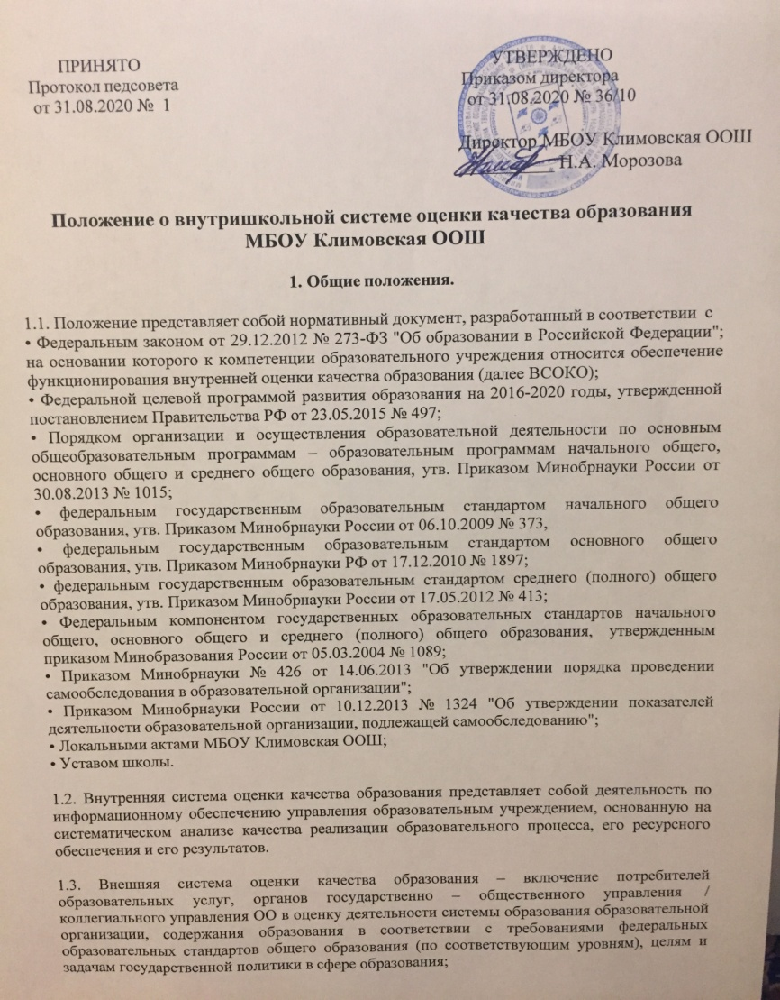 ПРИНЯТО
Протокол педсовета
от 31.08.2020 № 1
УТВЕРЖДЕНО
Приказом директора
от 31.08.2020 № 36/10
Директор МБОУ Климовская ООШ
Н.А. Морозова
Положение о внутришкольной системе оценки качества образования
МБОУ Климовская ООШ
1. Общие положения.
1.1. Положение представляет собой нормативный документ, разработанный в соответствии с
• Федеральным законом от 29.12.2012 № 273-ФЗ "Об образовании в Российской Федерации";
на основании которого к компетенции образовательного учреждения относится обеспечение
функционирования внутренней оценки качества образования (далее ВСОКО);
• Федеральной целевой программой развития образования на 2016-2020 годы, утвержденной
постановлением Правительства РФ от 23.05.2015 № 497;
• Порядком организации и осуществления образовательной деятельности по основным
общеобразовательным программам – образовательным программам начального общего,
основного общего и среднего общего образования, утв. Приказом Минобрнауки России от
30.08.2013 № 1015;
• федеральным государственным образовательным стандартом начального общего
образования, утв. Приказом Минобрнауки России от 06.10.2009 № 373,
• федеральным государственным образовательным стандартом основного общего
образования, утв. Приказом Минобрнауки РФ от 17.12.2010 № 1897;
• федеральным государственным образовательным стандартом среднего (полного) общего
образования, утв. Приказом Минобрнауки России от 17.05.2012 № 413;
• Федеральным компонентом государственных образовательных стандартов начального
общего, основного общего и среднего (полного) общего образования, утвержденным
приказом Минобразования России от 05.03.2004 № 1089;
• Приказом Минобрнауки № 426 от 14.06.2013 "Об утверждении порядка проведении
самообследования в образовательной организации";
• Приказом Минобрнауки России от 10.12.2013 № 1324 "Об утверждении показателей
деятельности образовательной организации, подлежащей самообследованию";
• Локальными актами МБОУ Климовская ООШ;
• Уставом школы.
1.2. Внутренняя система оценки качества образования представляет собой деятельность по
информационному обеспечению управления образовательным учреждением, основанную на
систематическом анализе качества реализации образовательного процесса, его ресурсного
обеспечения и его результатов.
1.3. Внешняя система оценки качества образования – включение потребителей
образовательных услуг, органов государственно – общественного управления /
коллегиального управления ОО в оценку деятельности системы образования образовательной
организации, содержания образования в соответствии с требованиями федеральных
образовательных стандартов общего образования (по соответствующим уровням), целям и
задачам государственной политики в сфере образования;